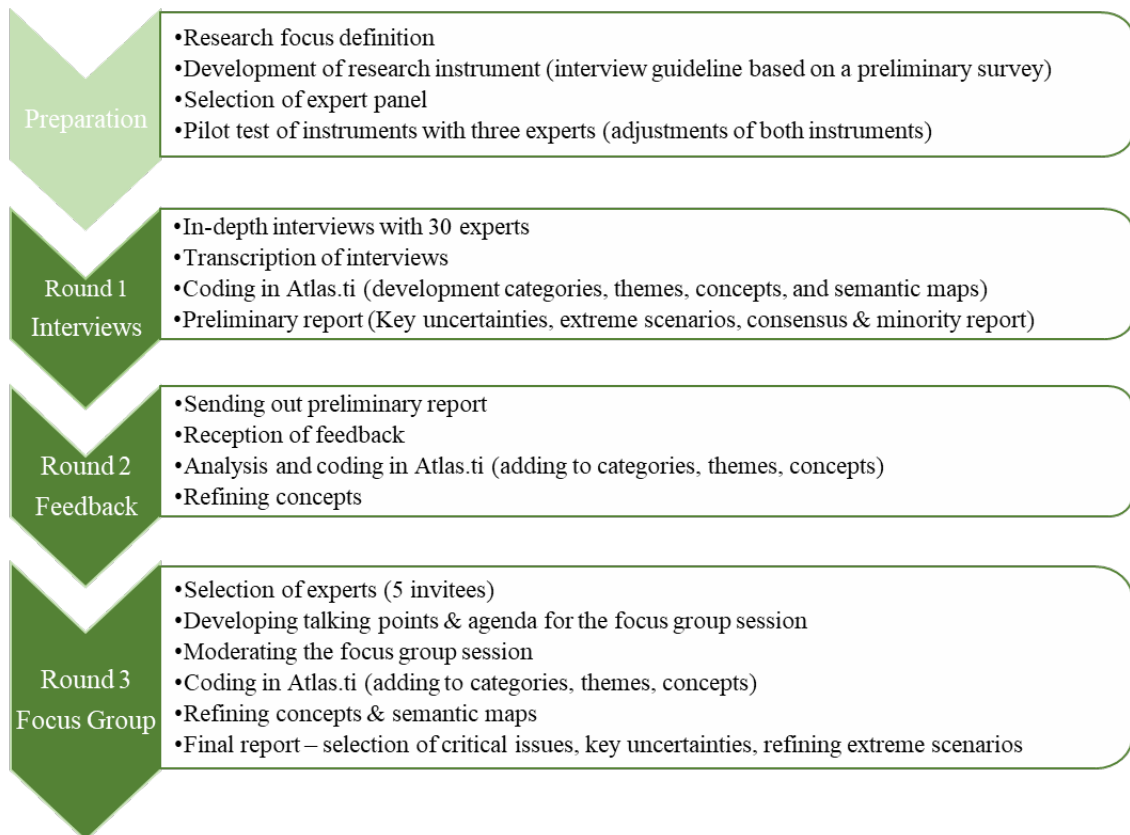 Preparation
•Research focus definition
•Development of research instrument (interview guideline based on a preliminary survey)
•Selection of expert panel
•Pilot test of instruments with three experts (adjustments of both instruments)
Round 1
Interviews
•In-depth interviews with 30 experts
•Transcription of interviews
•Coding in Atlas.ti (development categories, themes, concepts, and semantic maps)
•Preliminary report (Key uncertainties, extreme scenarios, consensus & minority report)
Round 2
Feedback
•Sending out preliminary report
•Reception of feedback
•Analysis and coding in Atlas.ti (adding to categories, themes, concepts)
•Refining concepts
Round 3
Focus Group
•Selection of experts (5 invitees)
•Developing talking points & agenda for the focus group session
•Moderating the focus group session
•Coding in Atlas.ti (adding to categories, themes, concepts)
•Refining concepts & semantic maps
•Final report – selection of critical issues, key uncertainties, refining extreme scenarios